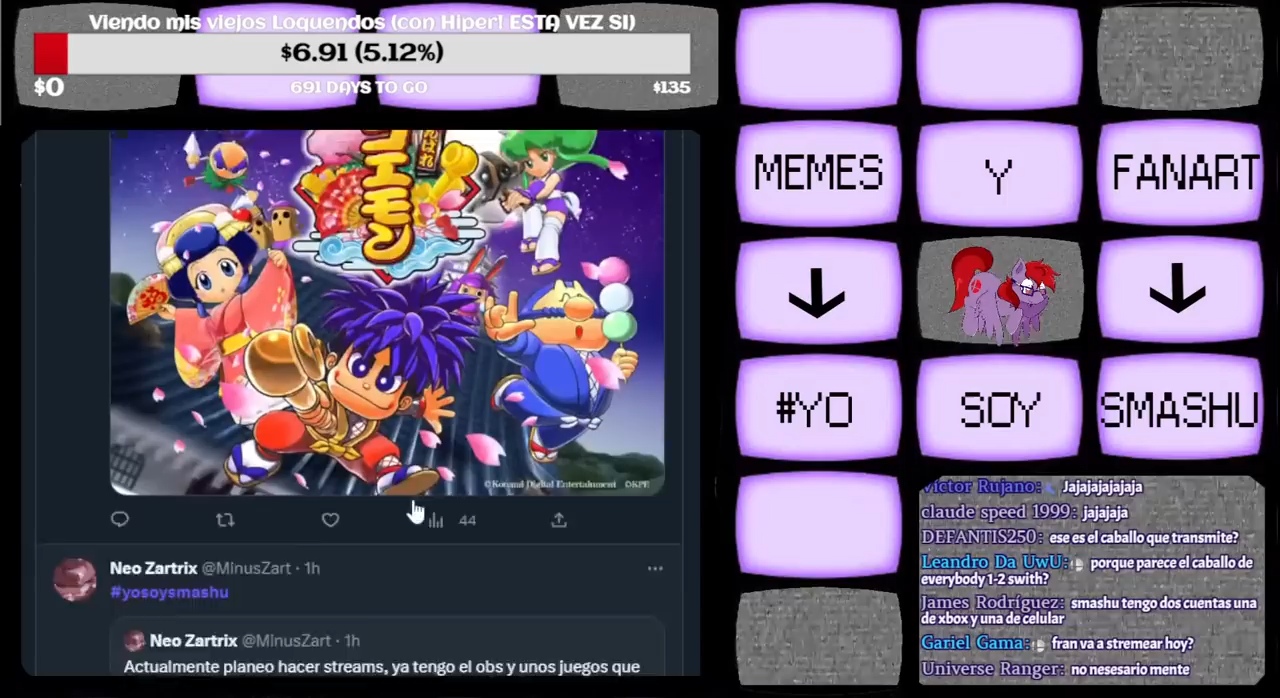 Viendo mis viejos Loquendos (con Hiper! ESTA VEZ SI)
$6.91 (5.12%)
$0
691 DAYS TO GO
$135
エモン
©Konami Digital Entertainment ©KPE
44
Neo Zartrix @MinusZart · 1h
#yosoysmashu
Neo Zartrix @MinusZart · 1h
Actualmente planeo hacer streams, ya tengo el obs y unos juegos que
MEMES Y FANART
#YO SOY SMASHU
Victor Rujano: Jajajajajajaja
claude speed 1999: jajajaja
DEFANTIS250: ese es el caballo que transmite?
Leandro Da UwU: porque parece el caballo de
everybody 1-2 swith?
James Rodríguez: smashu tengo dos cuentas una
de xbox y una de celular
Gariel Gama: fran va a stremear hoy?
Universe Ranger: no nesesario mente